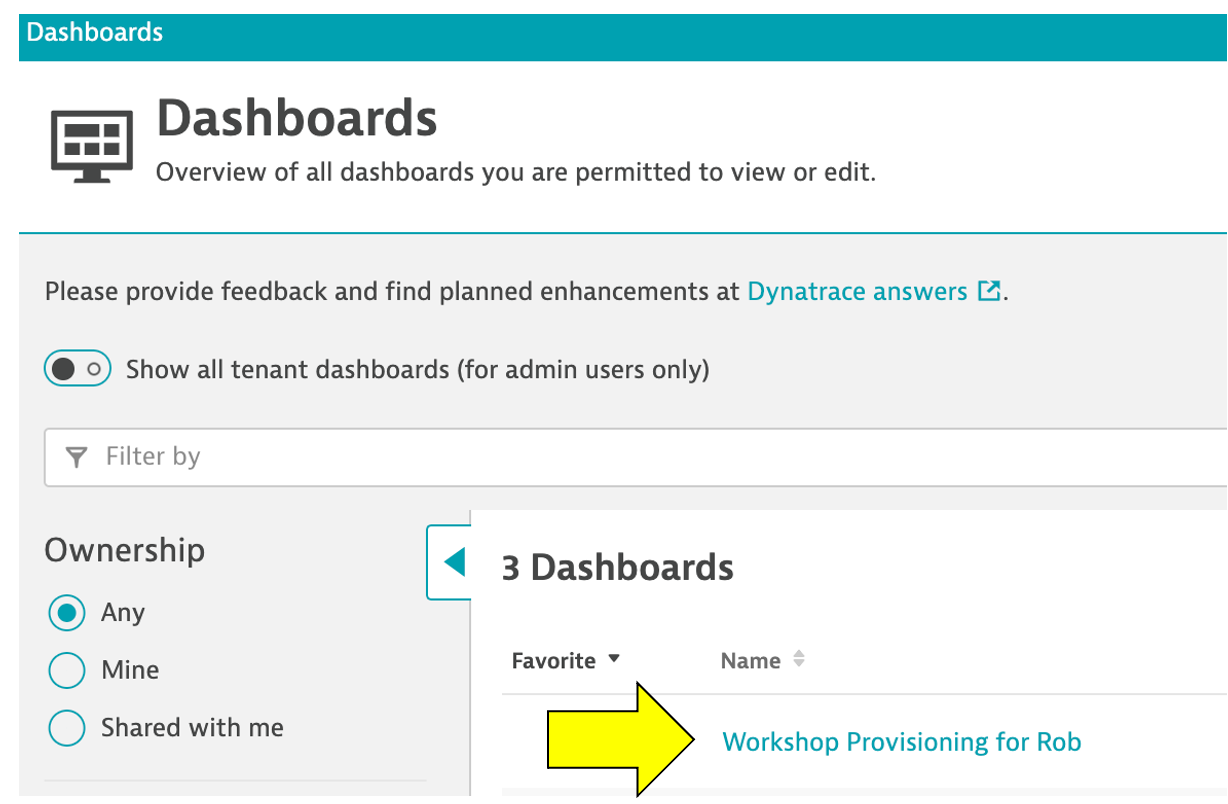 Dashboards
Dashboards
Overview of all dashboards you are permitted to view or edit.
Please provide feedback and find planned enhancements at Dynatrace answers.
Show all tenant dashboards (for admin users only)
Filter by
Ownership
Any
Mine
Shared with me
3 Dashboards
Favorite Name
Workshop Provisioning for Rob